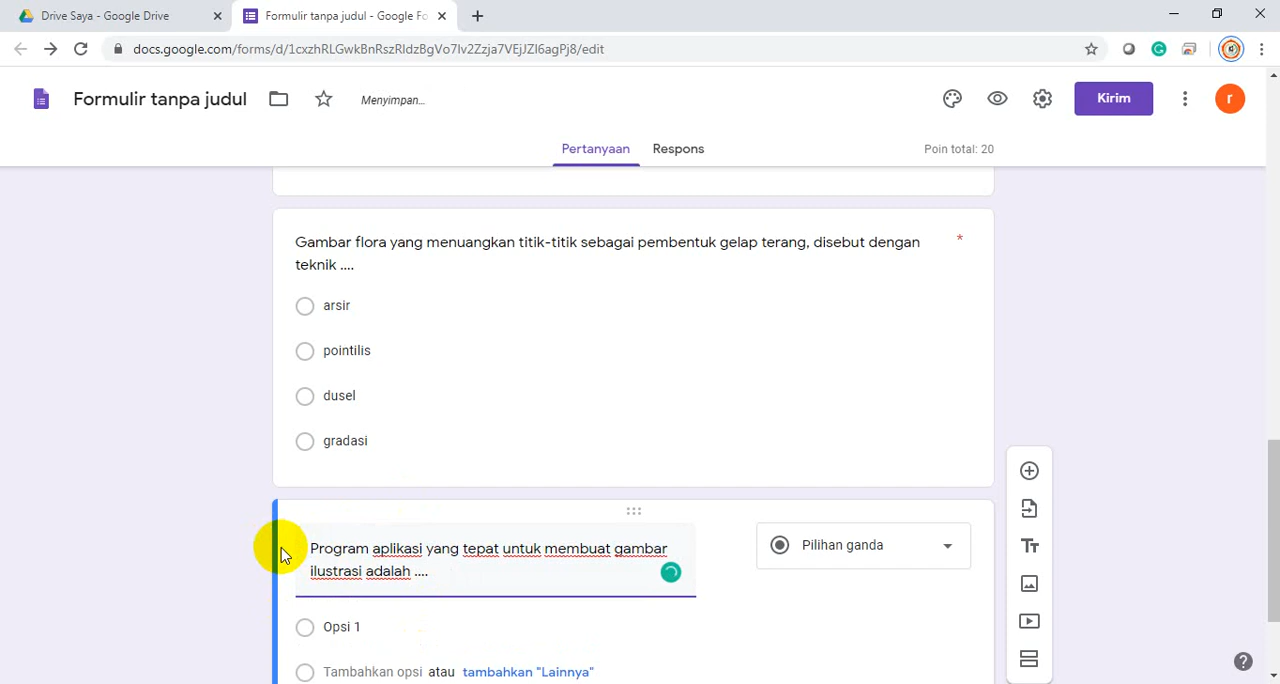 Drive Saya - Google Drive
Formulir tanpa judul - Google Fo
docs.google.com/forms/d/1cxzhRLGwkBnRszRldzBgVo7Iv2Zzja7VEjJZI6agPj8/edit
Formulir tanpa judul
Menyimpan...
Kirim
r
Pertanyaan
Respons
Poin total: 20
Gambar flora yang menuangkan titik-titik sebagai pembentuk gelap terang, disebut dengan
teknik ....
*
arsir
pointilis
dusel
gradasi
Program aplikasi yang tepat untuk membuat gambar
ilustrasi adalah ....
Pilihan ganda
Opsi 1
Tambahkan opsi atau tambahkan "Lainnya"